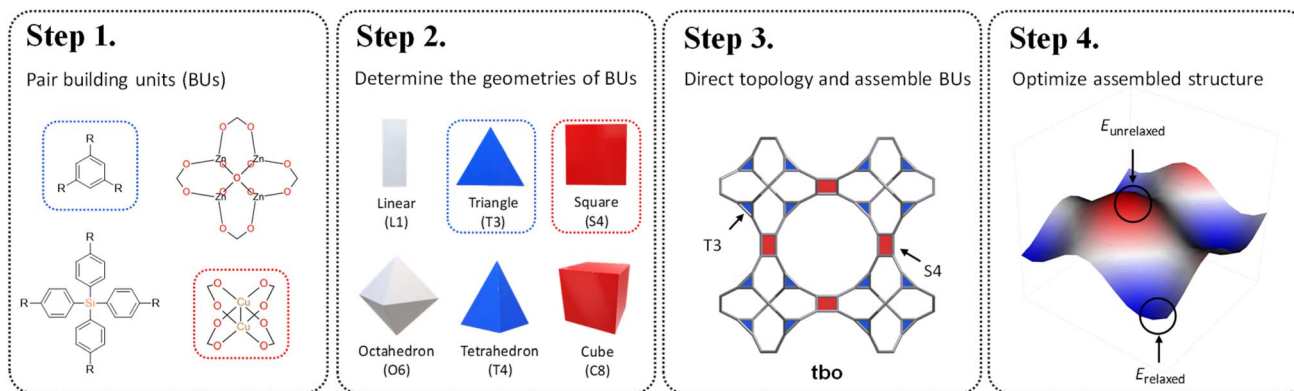 Step 1.
Pair building units (BUs)
R
R
R
O
O
O
O
Zn
Zn
O
O
O
O
O
Zn
Zn
O
O
O
O
R
R
Si
R
R
O
O
O
O
Cu
Cu
O
O
O
O
Step 2.
Determine the geometries of BUs
Linear
(L1)
Triangle
(T3)
Square
(S4)
Octahedron
(O6)
Tetrahedron
(T4)
Cube
(C8)
Step 3.
Direct topology and assemble BUs
T3
S4
tbo
Step 4.
Optimize assembled structure
Eunrelaxed
Erelaxed